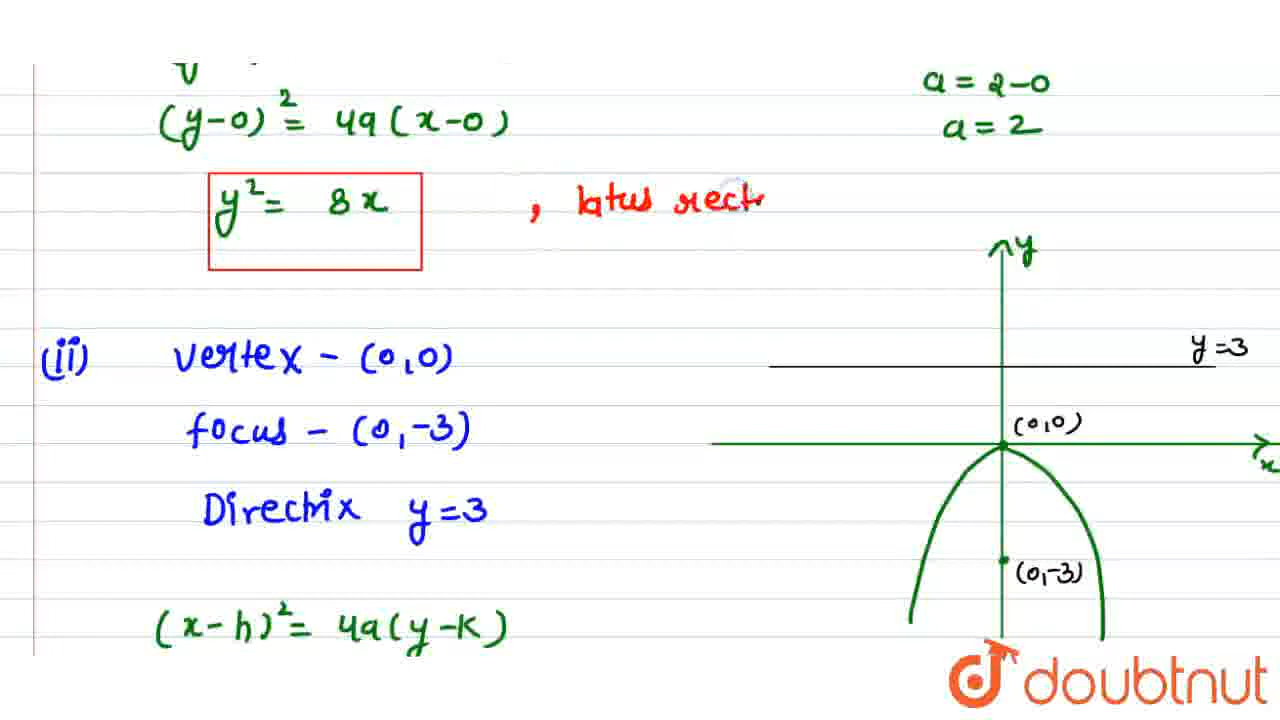 a = 2-0
(y-0)² = 4a(x-0)
a = 2
y² = 8x , latus rect
y
y = 3
(ii) vertex - (0,0)
(0,0)
focus - (0,-3)
x
Directrix y = 3
(0,-3)
(x-h)² = 4a(y-k)
doubtnut